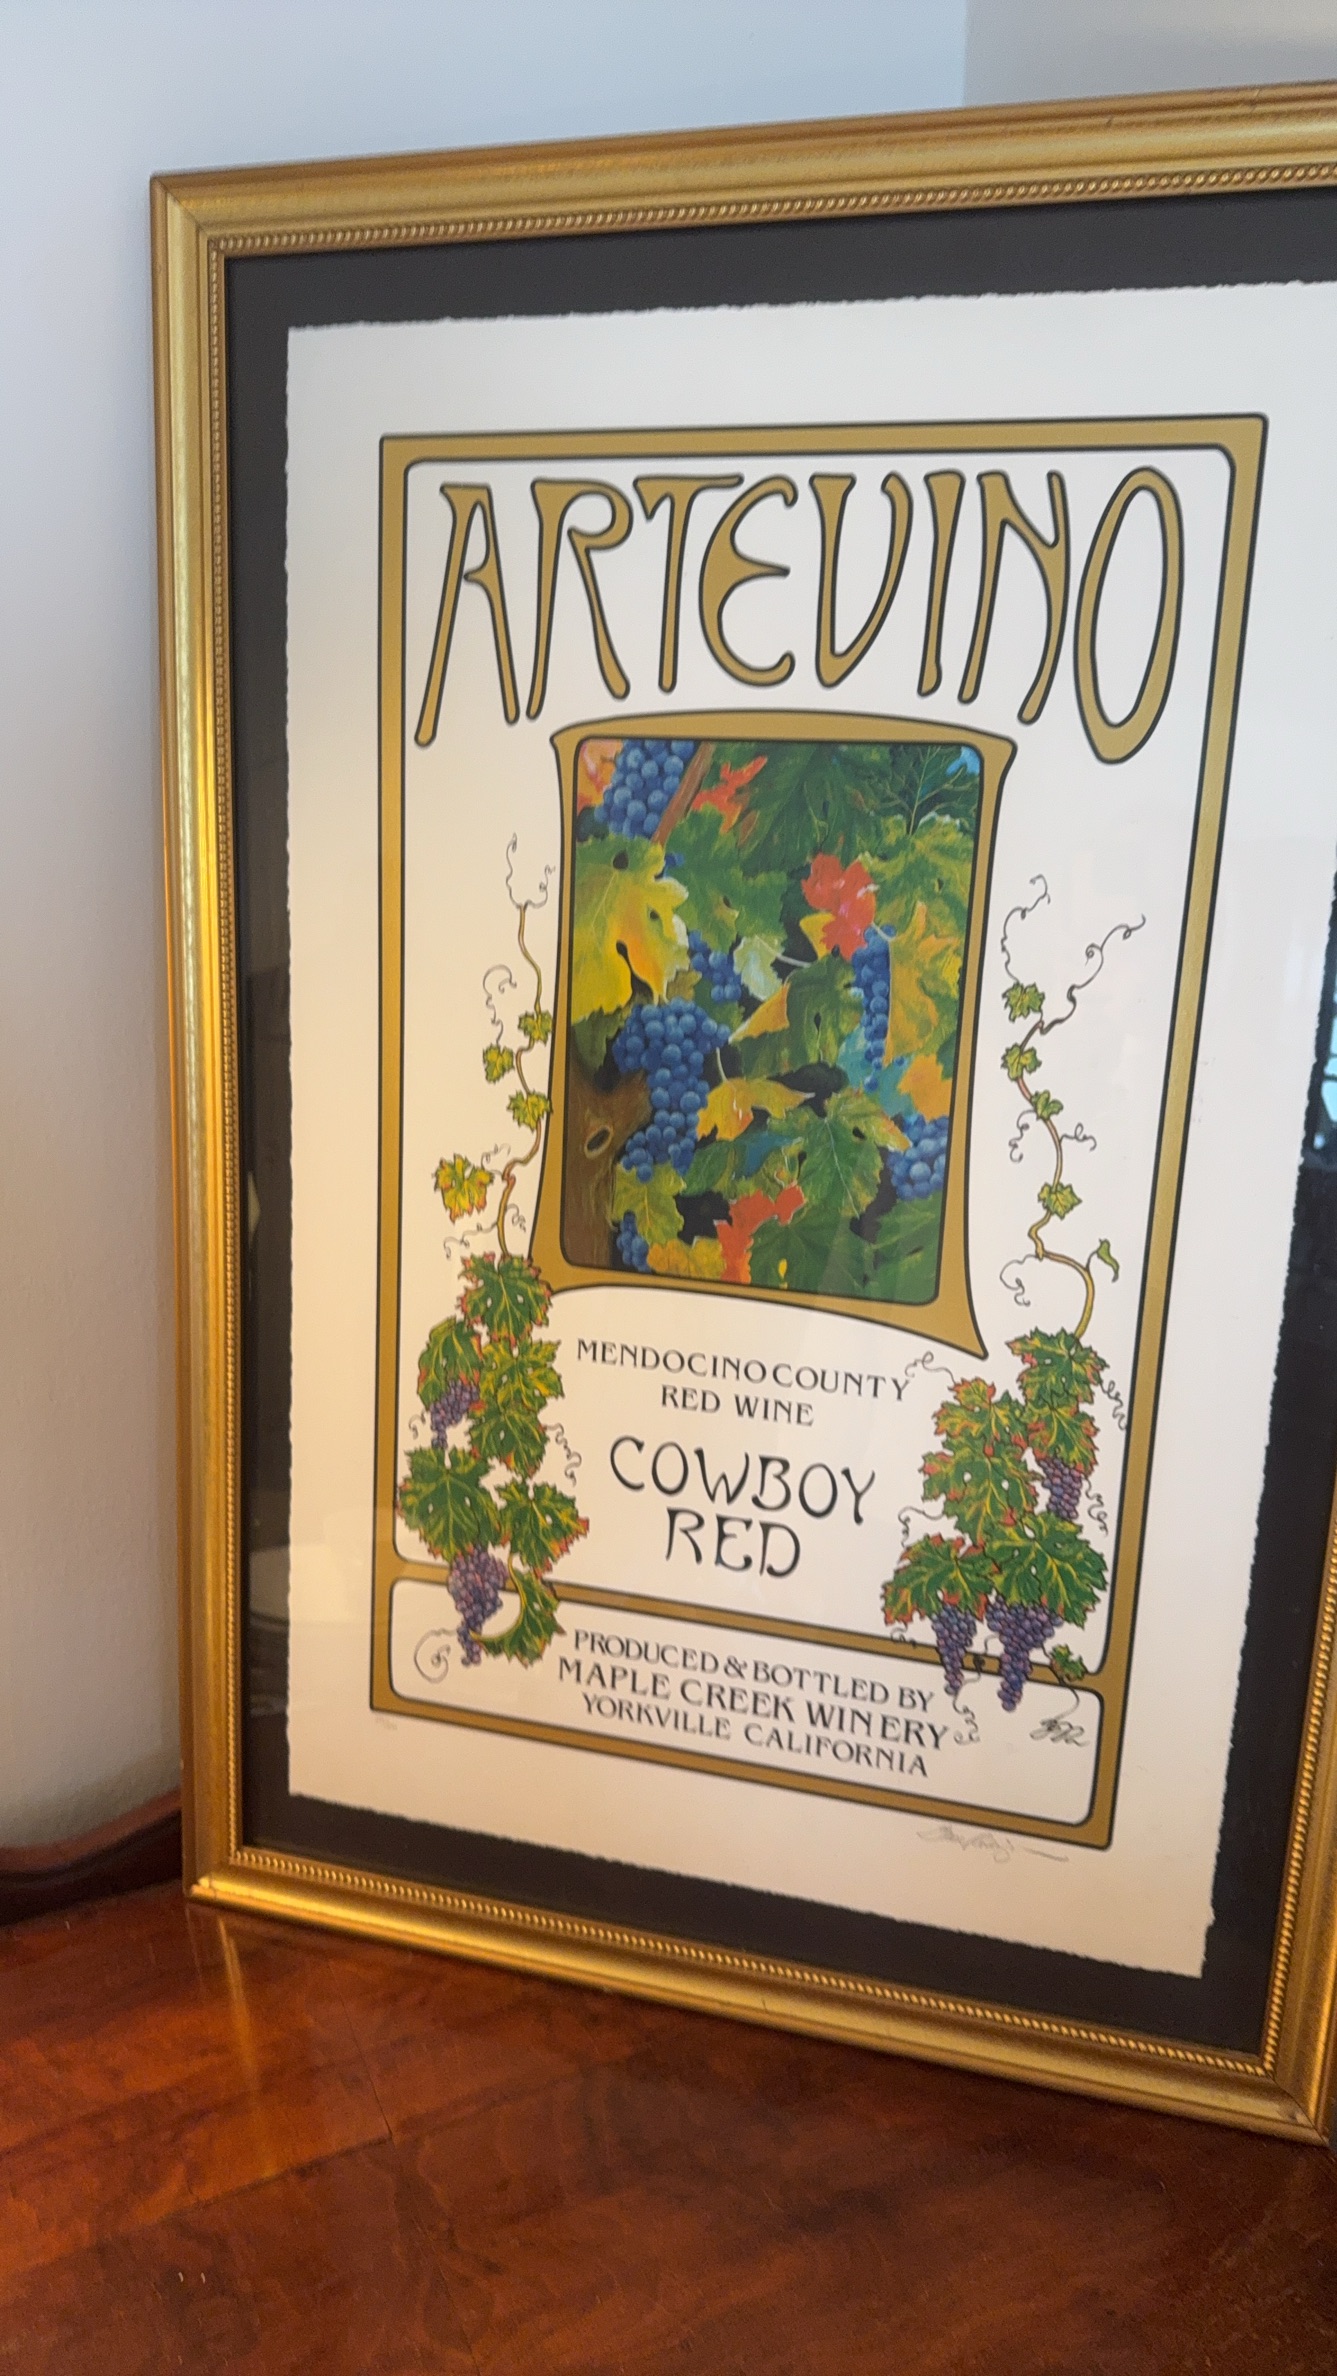 ARTEVINO
MENDOCINO COUNTY
RED WINE
COWBOY
RED
PRODUCED & BOTTLED BY
MAPLE CREEK WINERY
YORKVILLE CALIFORNIA